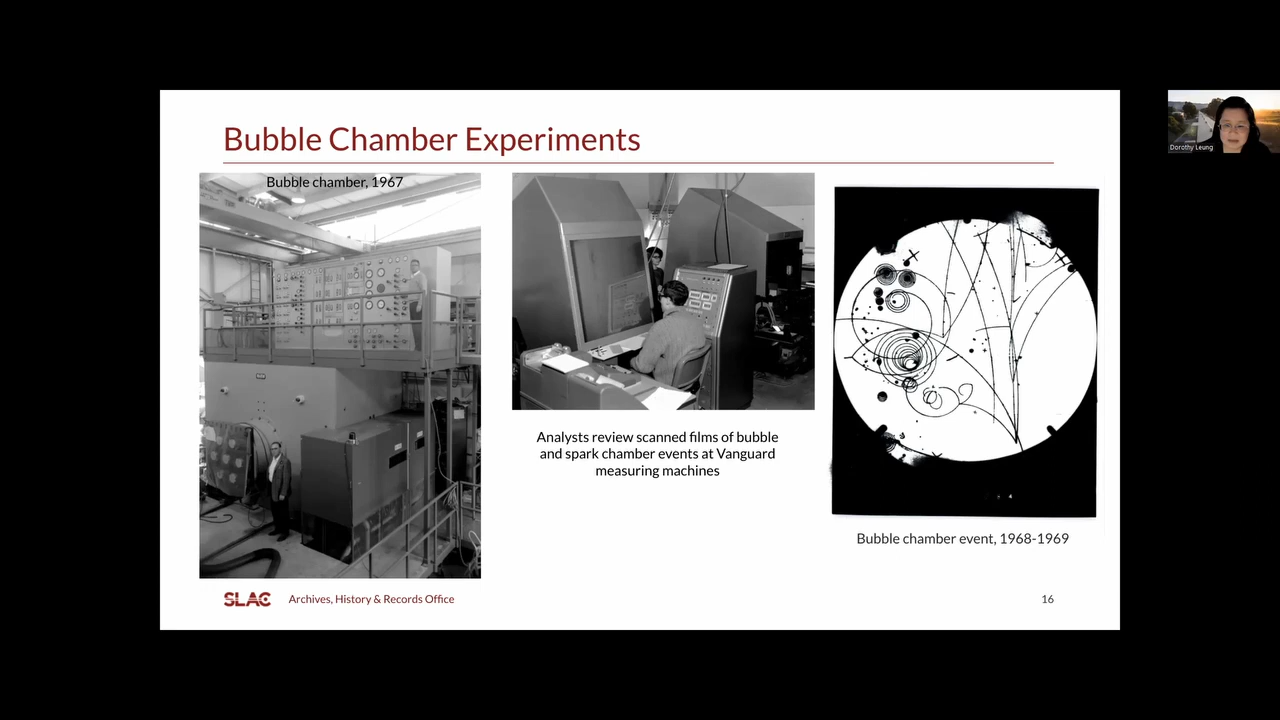 Bubble Chamber Experiments
Bubble chamber, 1967
Analysts review scanned films of bubble
and spark chamber events at Vanguard
measuring machines
Bubble chamber event, 1968-1969
SLAC
Archives, History & Records Office
16
Dorothy Leung